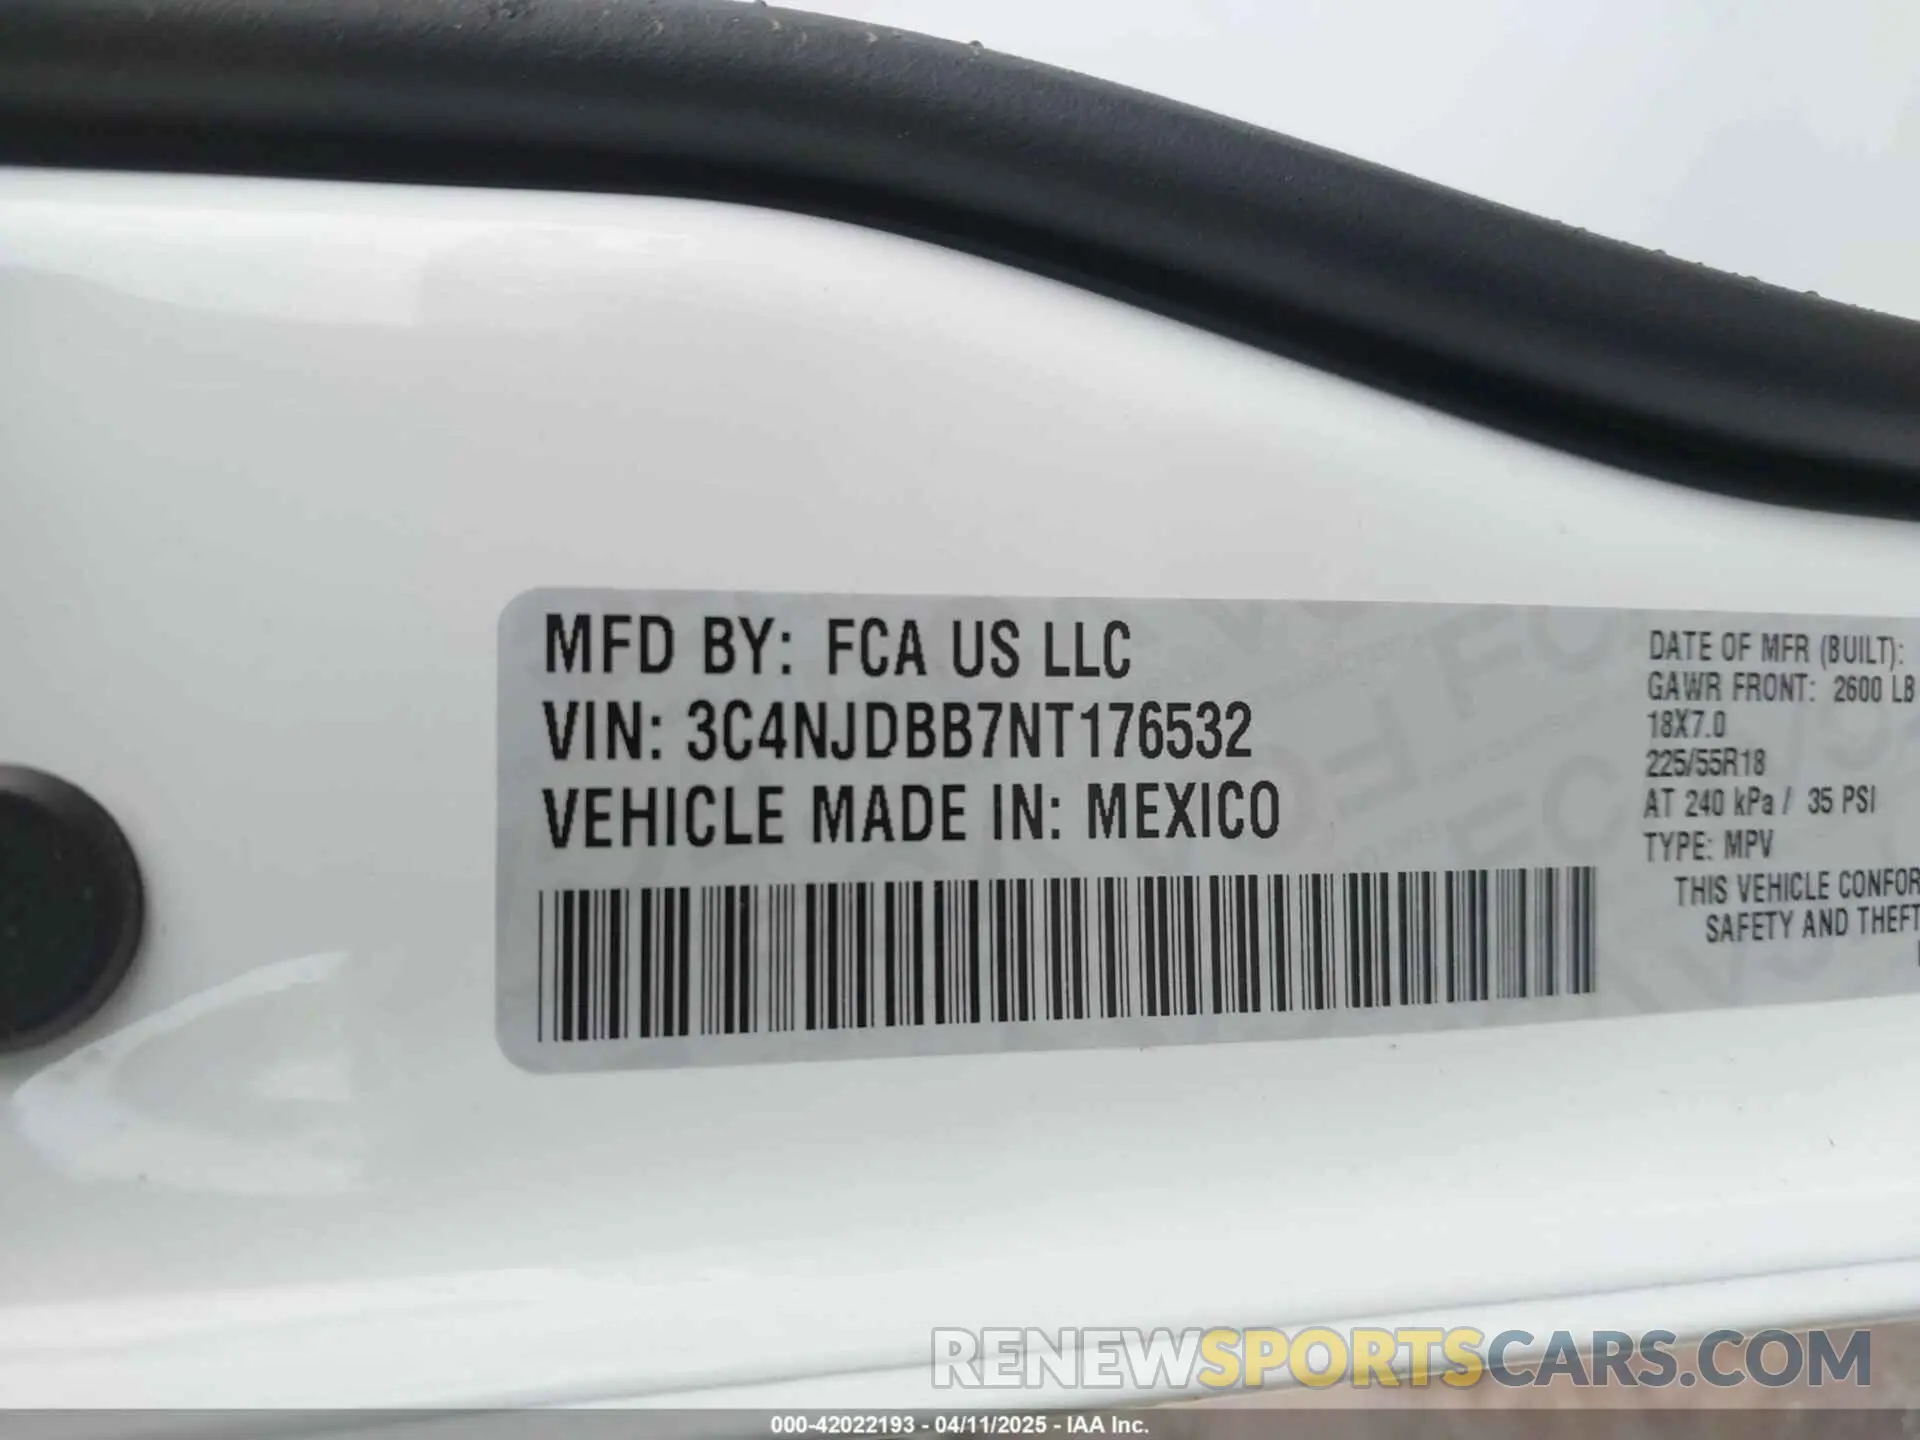 MFD BY: FCA US LLC
VIN: 3C4NJDBB7NT176532
VEHICLE MADE IN: MEXICO
DATE OF MFR (BUILT):
GAWR FRONT: 2600 LB
18X7.0
225/55R18
AT 240 kPa / 35 PSI
TYPE: MPV
THIS VEHICLE CONFOR
SAFETY AND THEFT
RENEWSPORTSCARS.COM
000-42022193 - 04/11/2025 - IAA Inc.